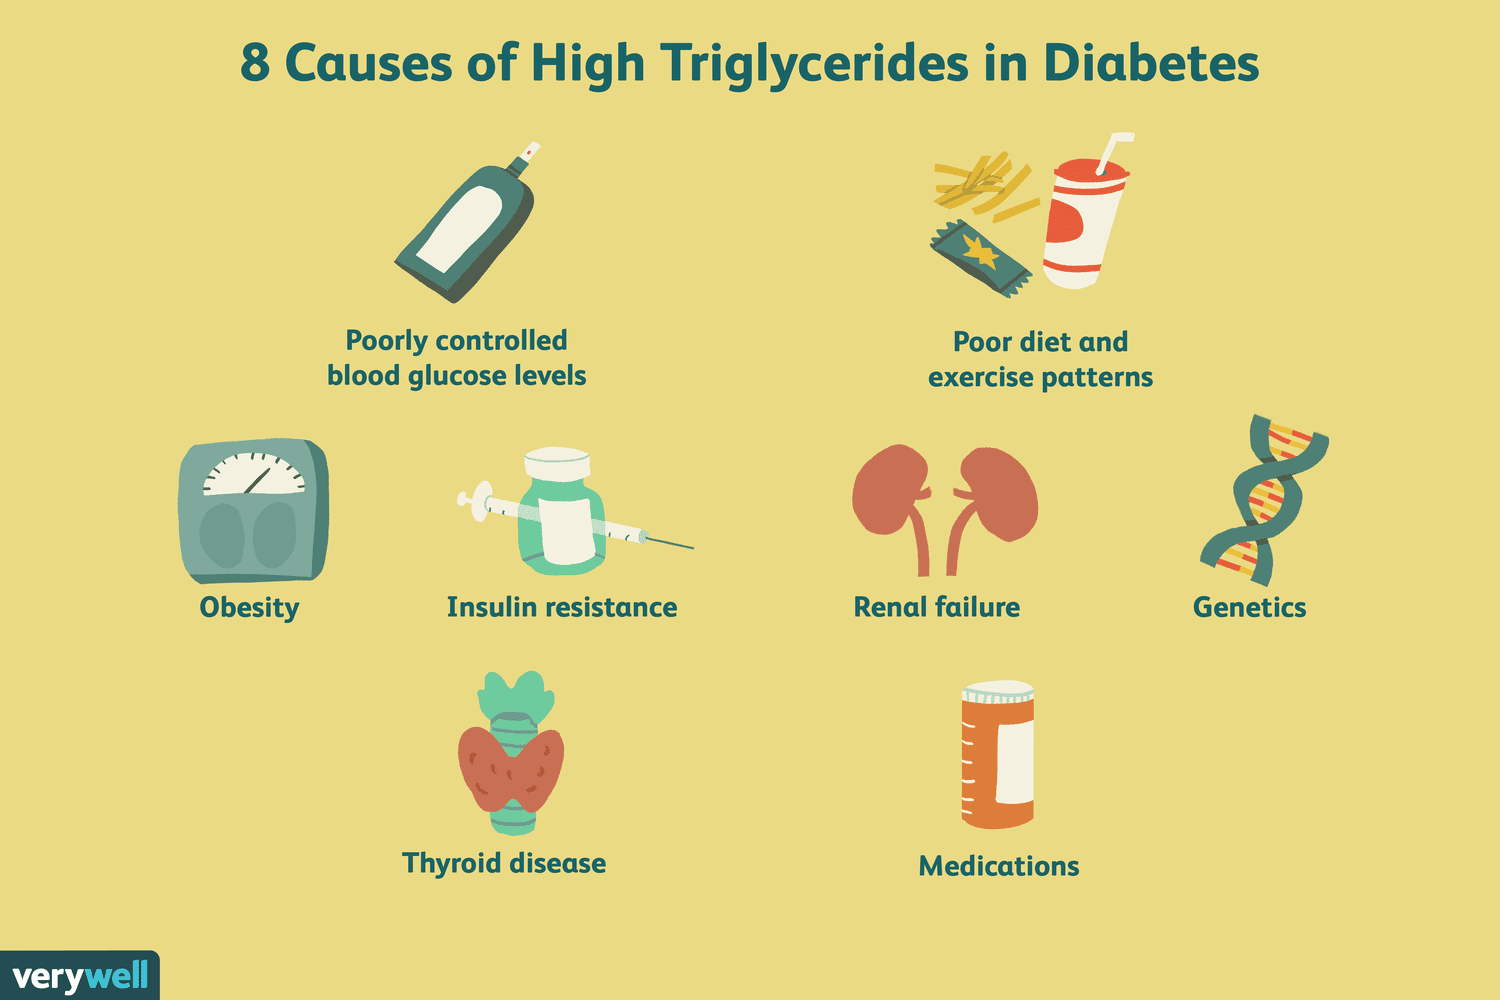 8 Causes of High Triglycerides in Diabetes
Poorly controlled
blood glucose levels
Poor diet and
exercise patterns
Obesity
Insulin resistance
Renal failure
Genetics
Thyroid disease
Medications
verywell